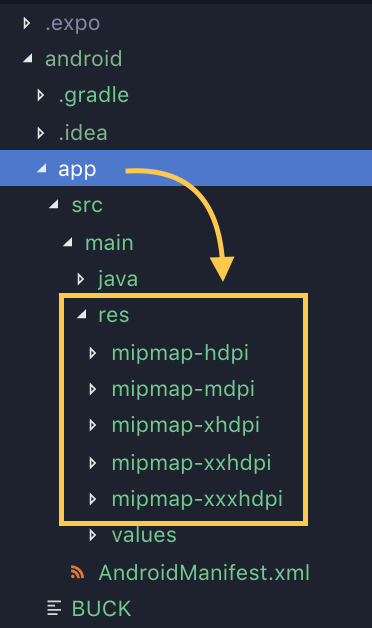 .expo
android
.gradle
.idea
app
src
main
java
res
mipmap-hdpi
mipmap-mdpi
mipmap-xhdpi
mipmap-xxhdpi
mipmap-xxxhdpi
values
AndroidManifest.xml
BUCK